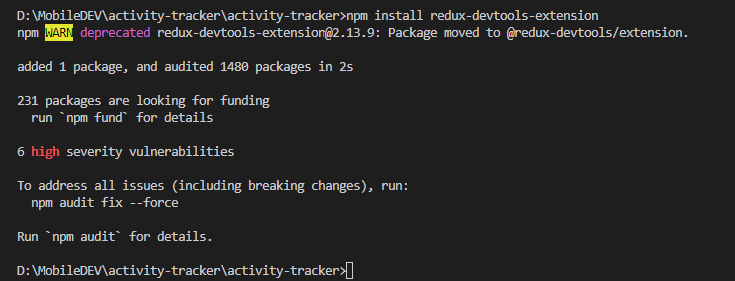 D:\MobileDEV\activity-tracker\activity-tracker>npm install redux-devtools-extension
npm WARN deprecated redux-devtools-extension@2.13.9: Package moved to @redux-devtools/extension.
added 1 package, and audited 1480 packages in 2s
231 packages are looking for funding
run `npm fund` for details
6 high severity vulnerabilities
To address all issues (including breaking changes), run:
npm audit fix --force
Run `npm audit` for details.
D:\MobileDEV\activity-tracker\activity-tracker>